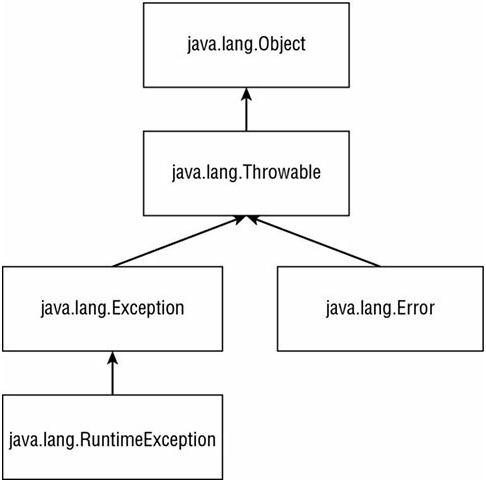 java.lang.Object
java.lang.Throwable
java.lang.Exception
java.lang.Error
java.lang.RuntimeException